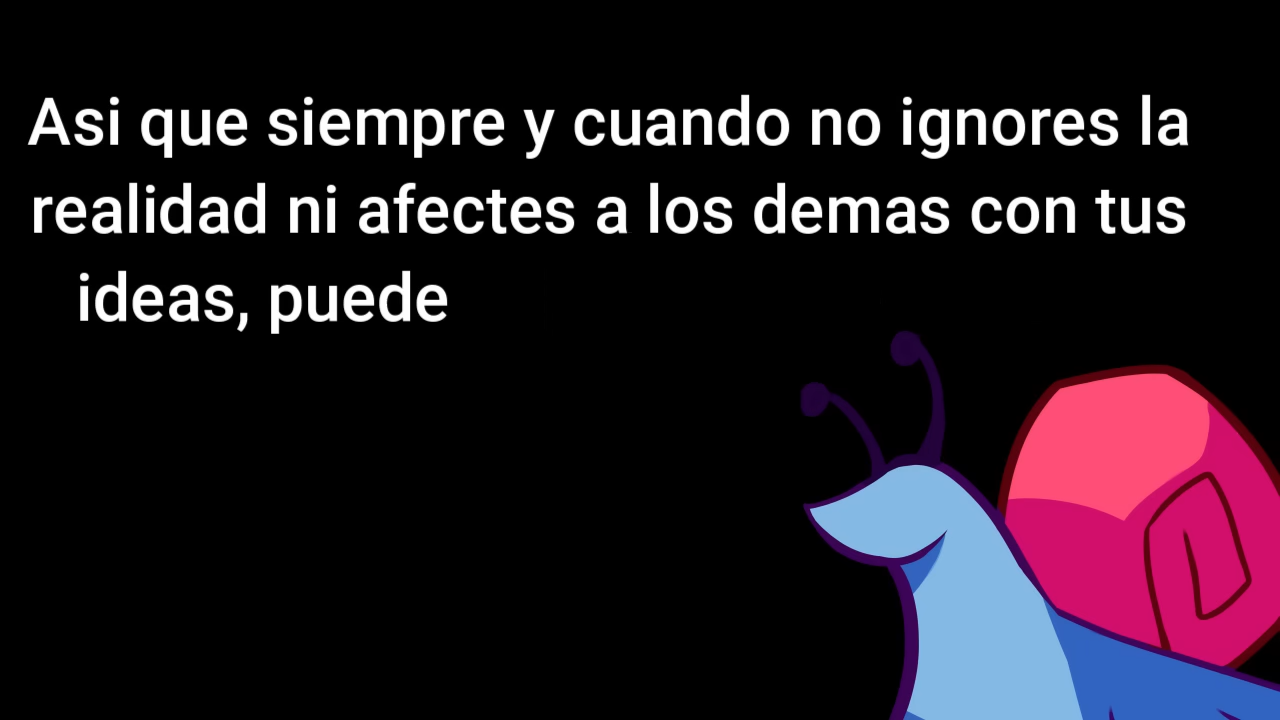 Asi que siempre y cuando no ignores la
realidad ni afectes a los demas con tus
ideas, puede